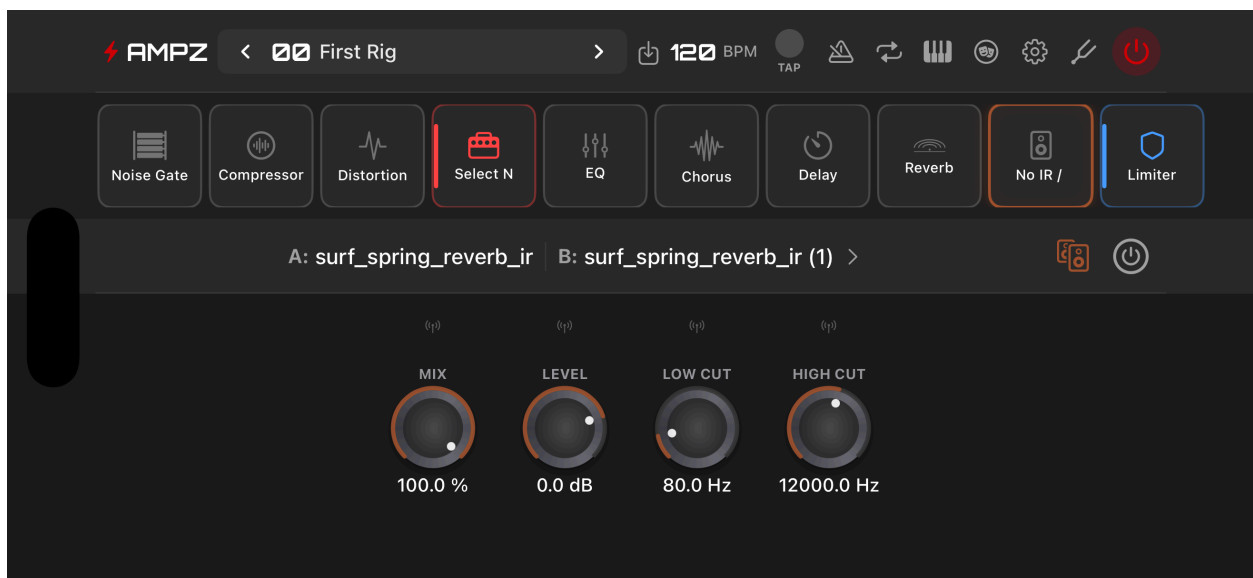 AMPZ < 00 First Rig > 120 BPM TAP
Noise Gate Compressor Distortion Select N EQ Chorus Delay Reverb No IR / Limiter
A: surf_spring_reverb_ir B: surf_spring_reverb_ir (1) >
MIX LEVEL LOW CUT HIGH CUT
100.0 % 0.0 dB 80.0 Hz 12000.0 Hz